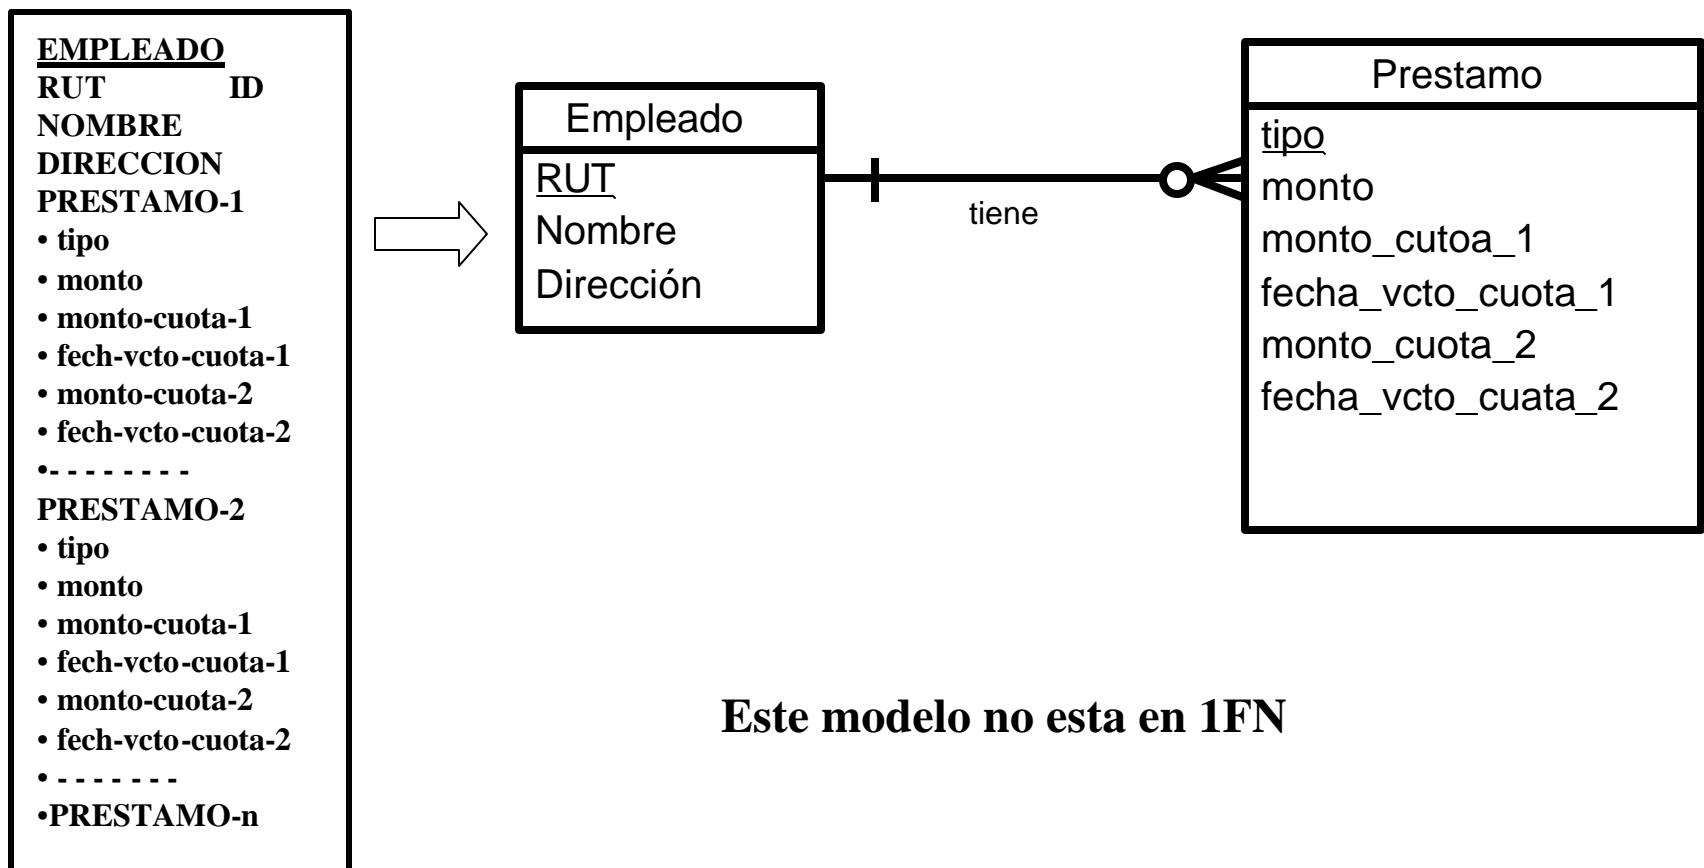 EMPLEADO
RUT ID
NOMBRE
DIRECCION
PRESTAMO-1
• tipo
• monto
• monto-cuota-1
• fech-vcto-cuota-1
• monto-cuota-2
• fech-vcto-cuota-2
•- - - - - - - -
PRESTAMO-2
• tipo
• monto
• monto-cuota-1
• fech-vcto-cuota-1
• monto-cuota-2
• fech-vcto-cuota-2
• - - - - - - -
•PRESTAMO-n
Empleado
RUT
Nombre
Dirección
tiene
Prestamo
tipo
monto
monto_cutoa_1
fecha_vcto_cuota_1
monto_cuota_2
fecha_vcto_cuata_2
Este modelo no esta en 1FN